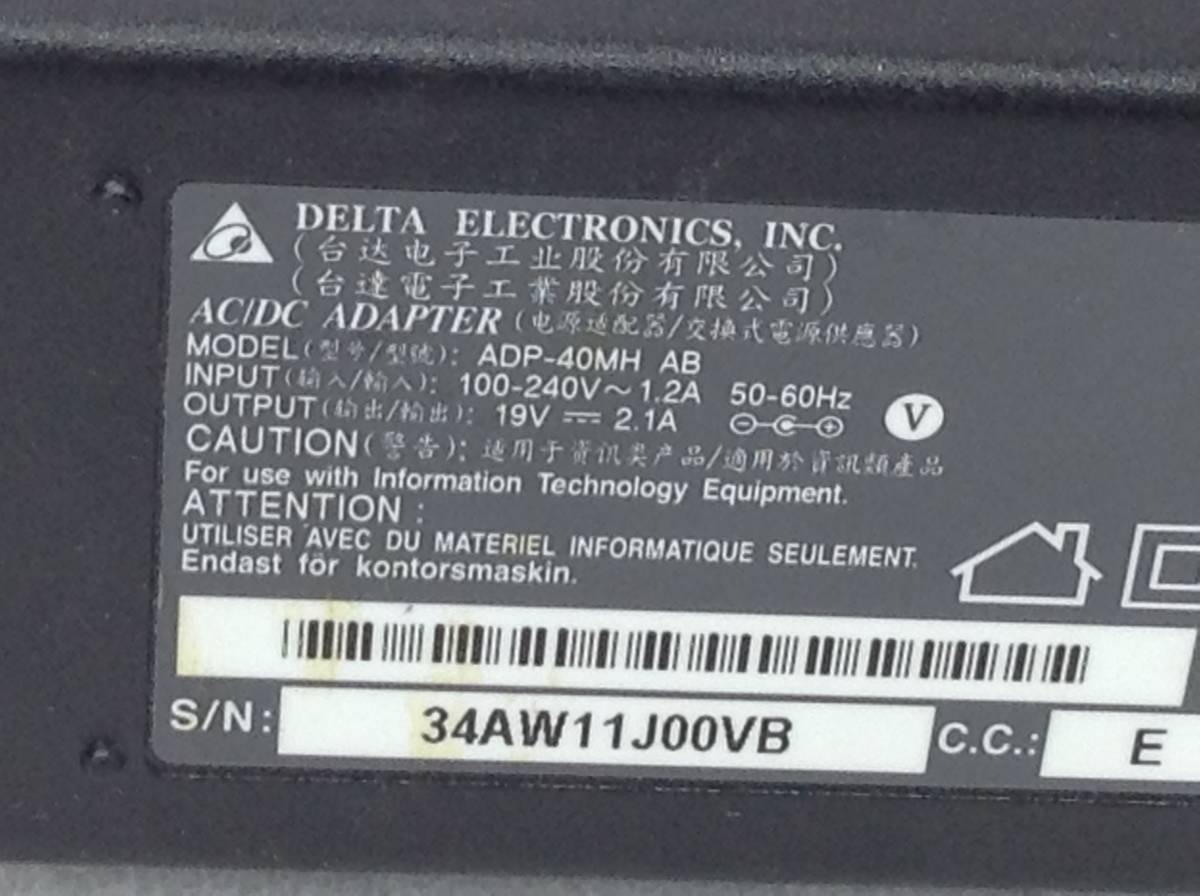 DELTA ELECTRONICS, INC.
(台达电子工业股份有限公司)
(台達電子工業股份有限公司)
AC/DC ADAPTER (电源适配器/交換式電源供應器)
MODEL(型号/型號): ADP-40MH AB
INPUT(输入/輸入): 100-240V~1.2A 50-60Hz
V
OUTPUT(输出/輸出): 19V ⎓ 2.1A
CAUTION(警告): 适用于资讯类产品/適用於資訊類產品
For use with Information Technology Equipment.
ATTENTION :
UTILISER AVEC DU MATERIEL INFORMATIQUE SEULEMENT.
Endast för kontorsmaskin.
S/N: 34AW11J00VB C.C.: E